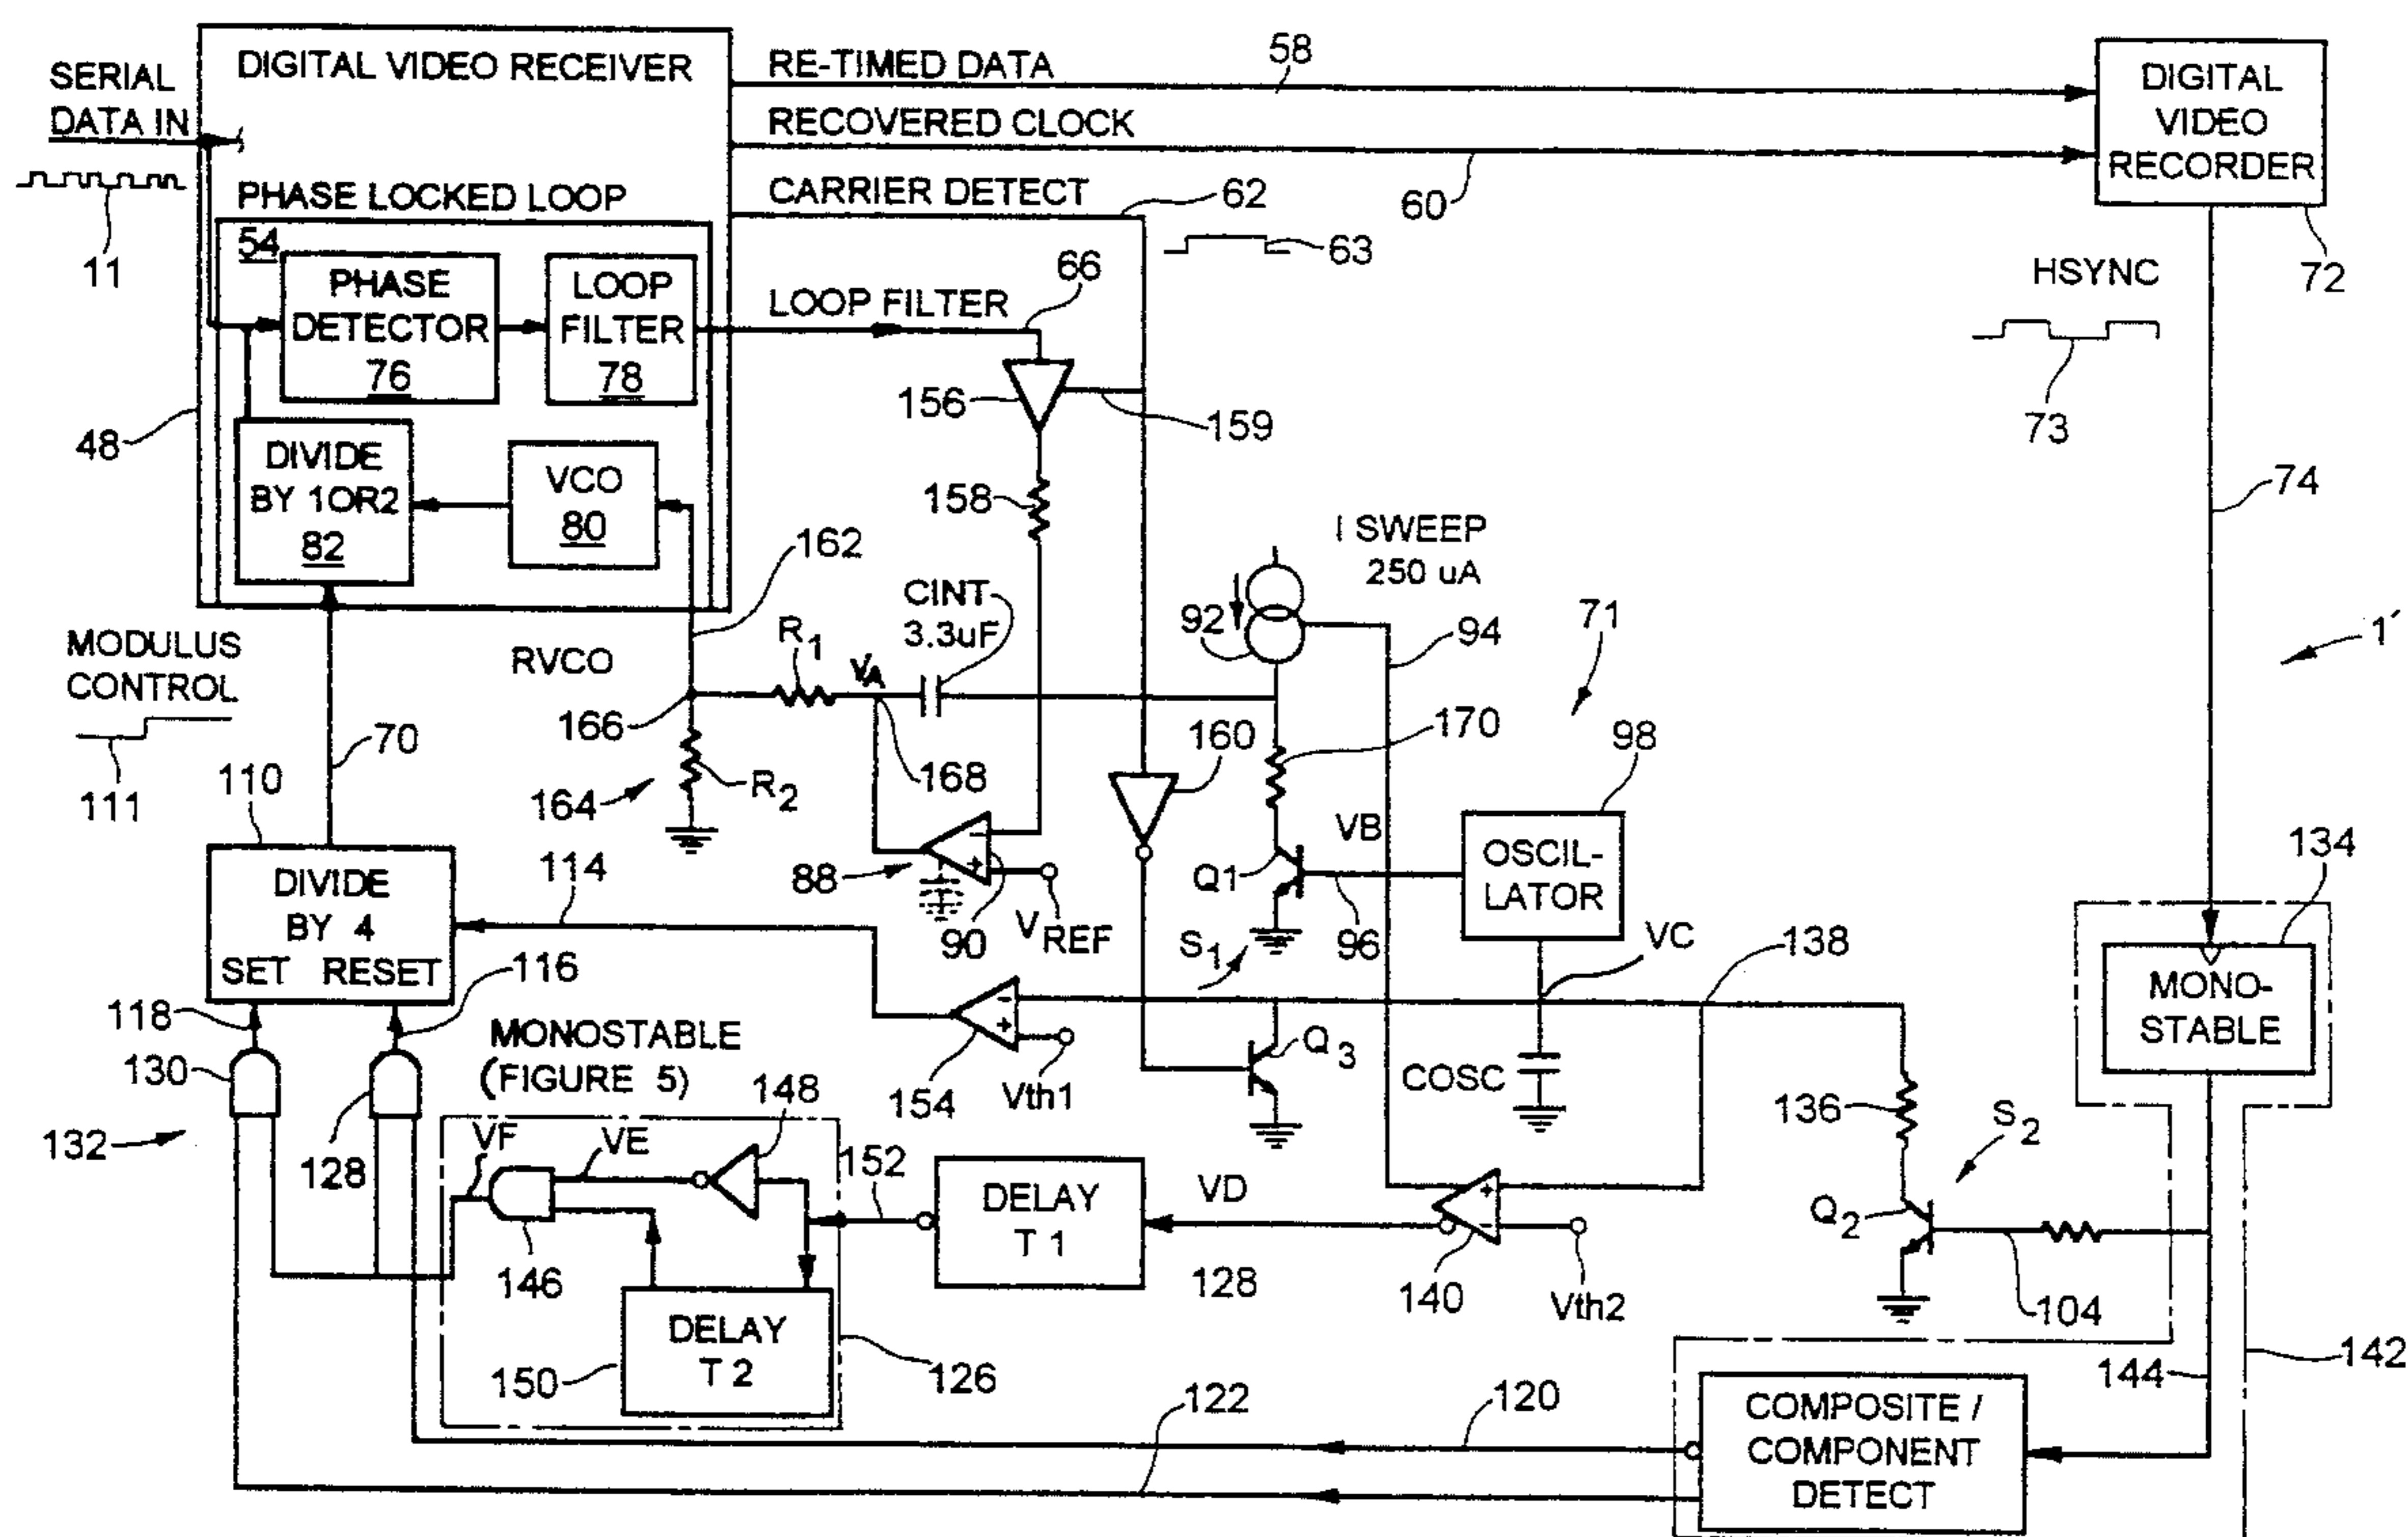 SERIAL
DATA IN
11
DIGITAL VIDEO RECEIVER
RE-TIMED DATA
58
RECOVERED CLOCK
60
CARRIER DETECT
62
63
DIGITAL
VIDEO
RECORDER
72
HSYNC
73
74
PHASE LOCKED LOOP
54
PHASE
DETECTOR
76
LOOP
FILTER
78
LOOP FILTER
66
156
159
48
DIVIDE
BY 1OR2
82
VCO
80
158
162
I SWEEP
250 uA
92
94
71
1´
MODULUS
CONTROL
111
70
RVCO
R1
VA
CINT
3.3uF
166
168
164
R2
160
170
98
110
DIVIDE
BY 4
SET RESET
114
88
90
VREF
Q1
VB
96
OSCIL-
LATOR
S1
VC
138
134
MONO-
STABLE
118
116
130
132
128
MONOSTABLE
(FIGURE 5)
154
Vth1
Q3
COSC
136
S2
Q2
104
VF
VE
148
152
146
DELAY
T 1
128
VD
140
Vth2
150
DELAY
T 2
126
122
120
144
142
COMPOSITE /
COMPONENT
DETECT